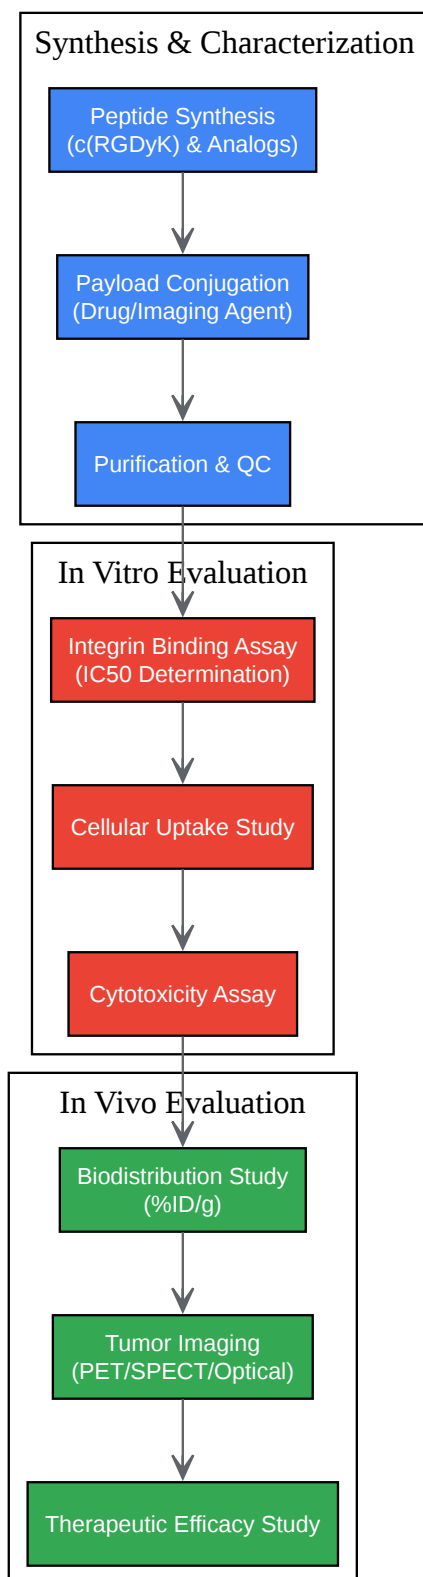 Synthesis & Characterization
Peptide Synthesis
(c(RGDyK) & Analogs)
Payload Conjugation
(Drug/Imaging Agent)
Purification & QC
In Vitro Evaluation
Integrin Binding Assay
(IC50 Determination)
Cellular Uptake Study
Cytotoxicity Assay
In Vivo Evaluation
Biodistribution Study
(%ID/g)
Tumor Imaging
(PET/SPECT/Optical)
Therapeutic Efficacy Study